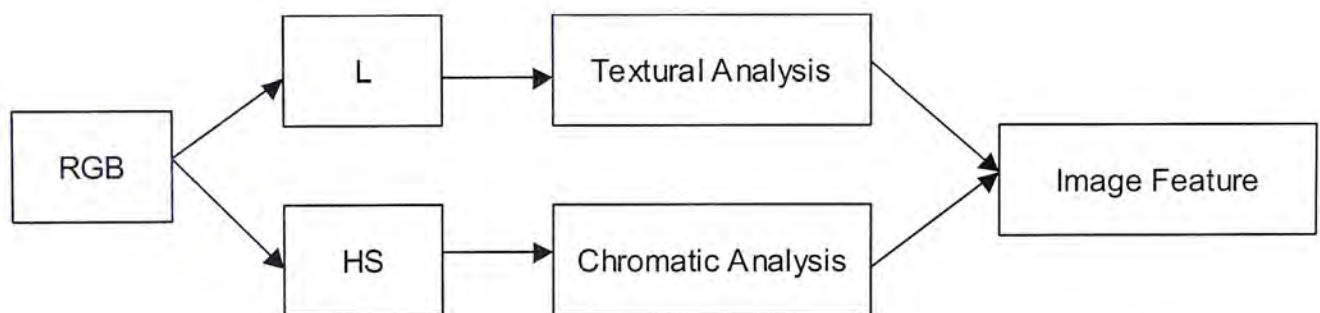 RGB
L
Textural Analysis
HS
Chromatic Analysis
Image Feature